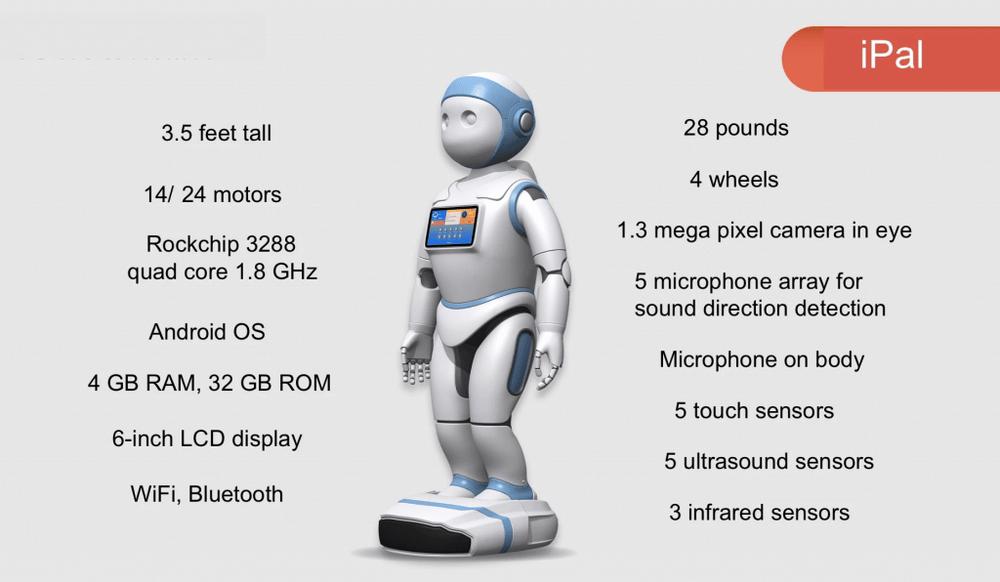 iPal
3.5 feet tall
14/ 24 motors
Rockchip 3288
quad core 1.8 GHz
Android OS
4 GB RAM, 32 GB ROM
6-inch LCD display
WiFi, Bluetooth
28 pounds
4 wheels
1.3 mega pixel camera in eye
5 microphone array for
sound direction detection
Microphone on body
5 touch sensors
5 ultrasound sensors
3 infrared sensors